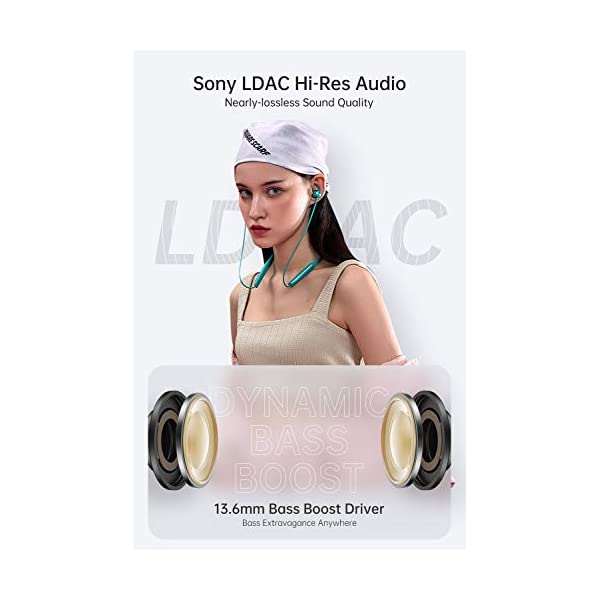 Sony LDAC Hi-Res Audio
Nearly-lossless Sound Quality
LDAC
DYNAMIC
BASS
BOOST
13.6mm Bass Boost Driver
Bass Extravagance Anywhere